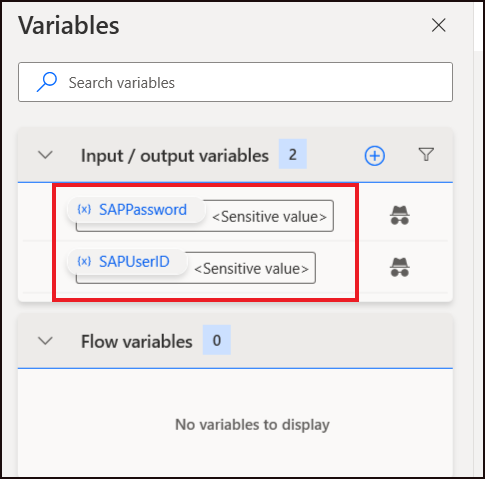 Variables
Search variables
Input / output variables 2
(x) SAPPassword <Sensitive value>
(x) SAPUserID <Sensitive value>
Flow variables 0
No variables to display